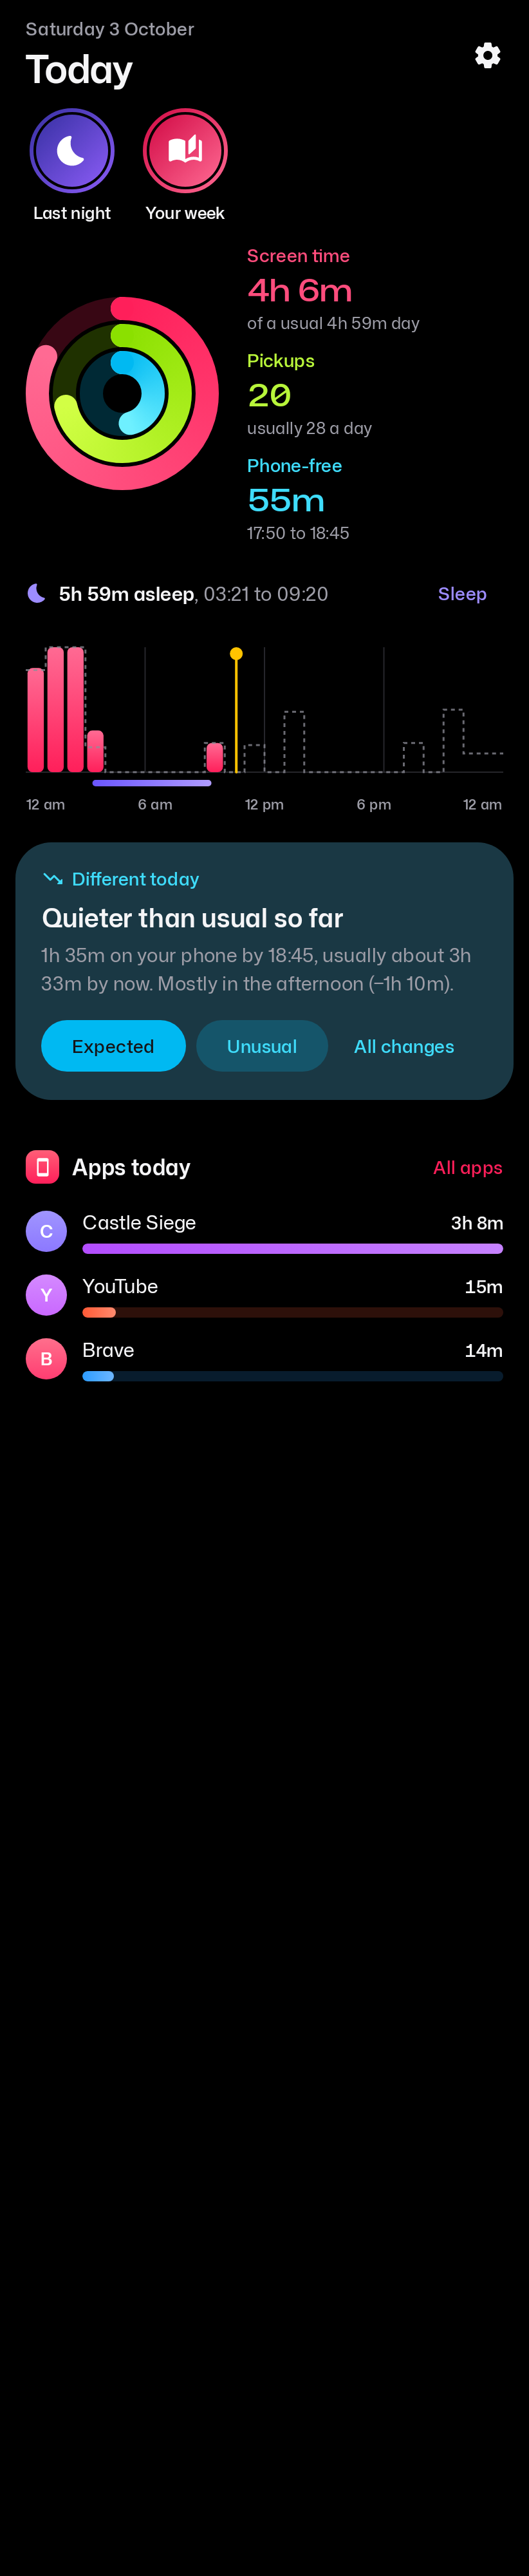 Saturday 3 October
Today
Last night
Your week
Screen time
4h 6m
of a usual 4h 59m day
Pickups
20
usually 28 a day
Phone-free
55m
17:50 to 18:45
5h 59m asleep, 03:21 to 09:20
Sleep
12 am 6 am 12 pm 6 pm 12 am
Different today
Quieter than usual so far
1h 35m on your phone by 18:45, usually about 3h
33m by now. Mostly in the afternoon (−1h 10m).
Expected Unusual All changes
Apps today
All apps
C Castle Siege 3h 8m
Y YouTube 15m
B Brave 14m